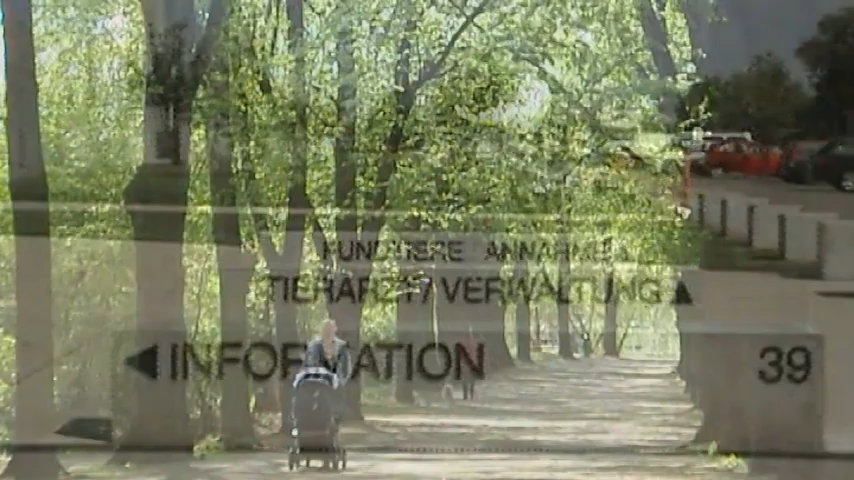 FUNDTIERE ANNAHME
TIERARZT/VERWALTUNG
INFORMATION 39